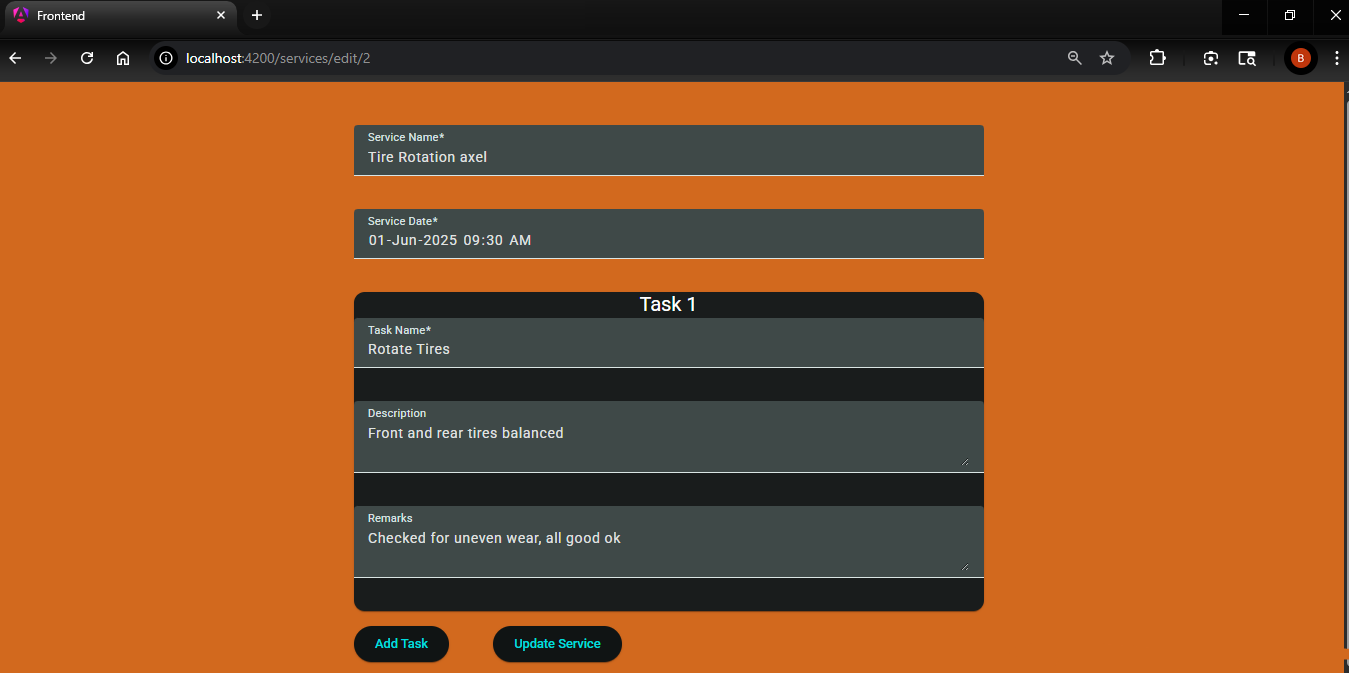 Frontend
localhost:4200/services/edit/2
B
Service Name*
Tire Rotation axel
Service Date*
01-Jun-2025 09:30 AM
Task 1
Task Name*
Rotate Tires
Description
Front and rear tires balanced
Remarks
Checked for uneven wear, all good ok
Add Task
Update Service